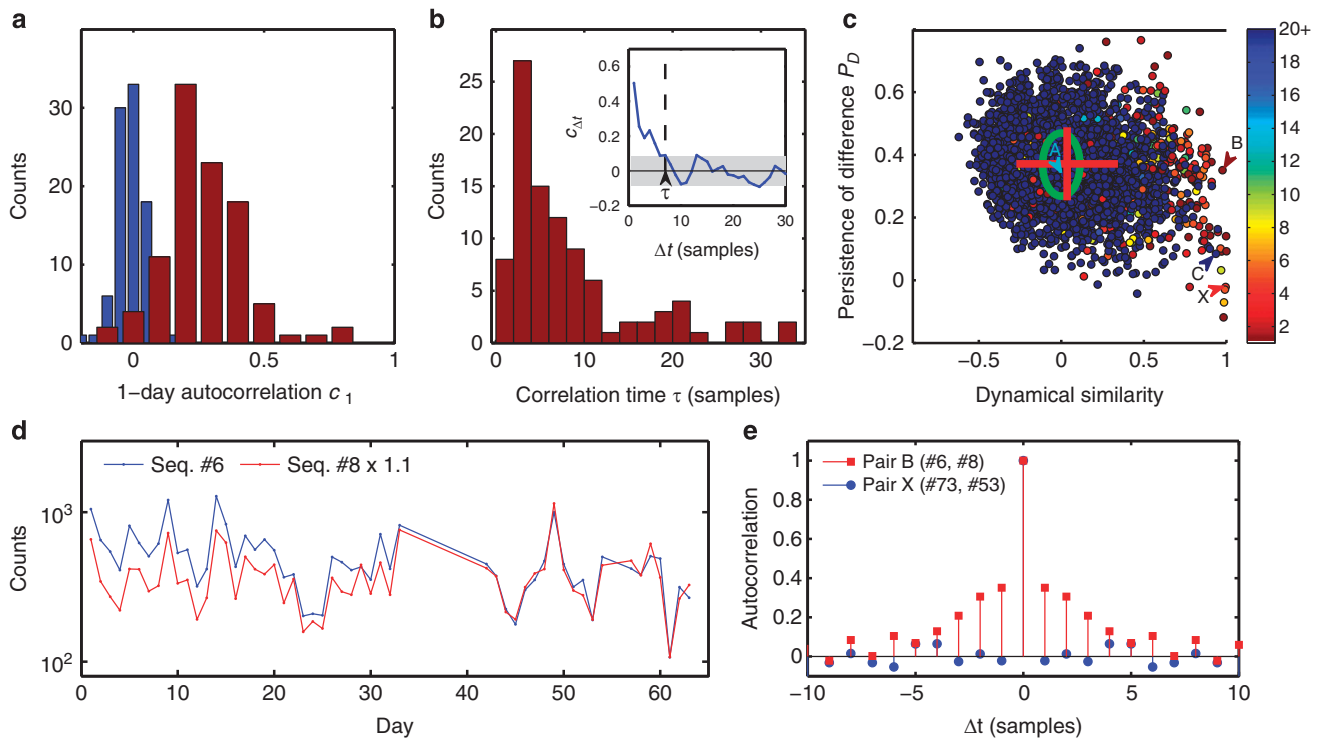 a
Counts
30
20
10
0
0
0.5
1
1−day autocorrelation c 1
b
Counts
25
20
15
10
5
0
0
10
20
30
Correlation time τ (samples)
cΔt
0.6
0.4
0.2
0
−0.2
τ
0
10
20
30
Δt (samples)
c
Persistence of difference PD
0.6
0.4
0.2
0
−0.2
−0.5
0
0.5
1
Dynamical similarity
A
B
C
X
20+
18
16
14
12
10
8
6
4
2
d
Seq. #6
Seq. #8 x 1.1
Counts
10³
10²
0
10
20
30
40
50
60
Day
e
Pair B (#6, #8)
Pair X (#73, #53)
Autocorrelation
1
0.8
0.6
0.4
0.2
0
−10
−5
0
5
10
Δt (samples)